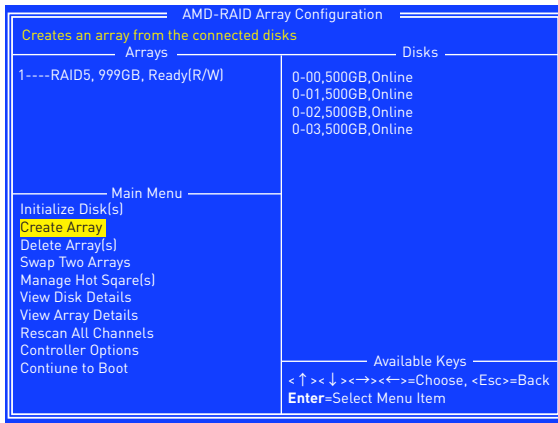 AMD-RAID Array Configuration
Creates an array from the connected disks
Arrays
1----RAID5, 999GB, Ready(R/W)
Disks
0-00,500GB,Online
0-01,500GB,Online
0-02,500GB,Online
0-03,500GB,Online
Main Menu
Initialize Disk(s)
Create Array
Delete Array(s)
Swap Two Arrays
Manage Hot Sqare(s)
View Disk Details
View Array Details
Rescan All Channels
Controller Options
Contiune to Boot
Available Keys
<↑><↓><→><←>=Choose, <Esc>=Back
Enter=Select Menu Item